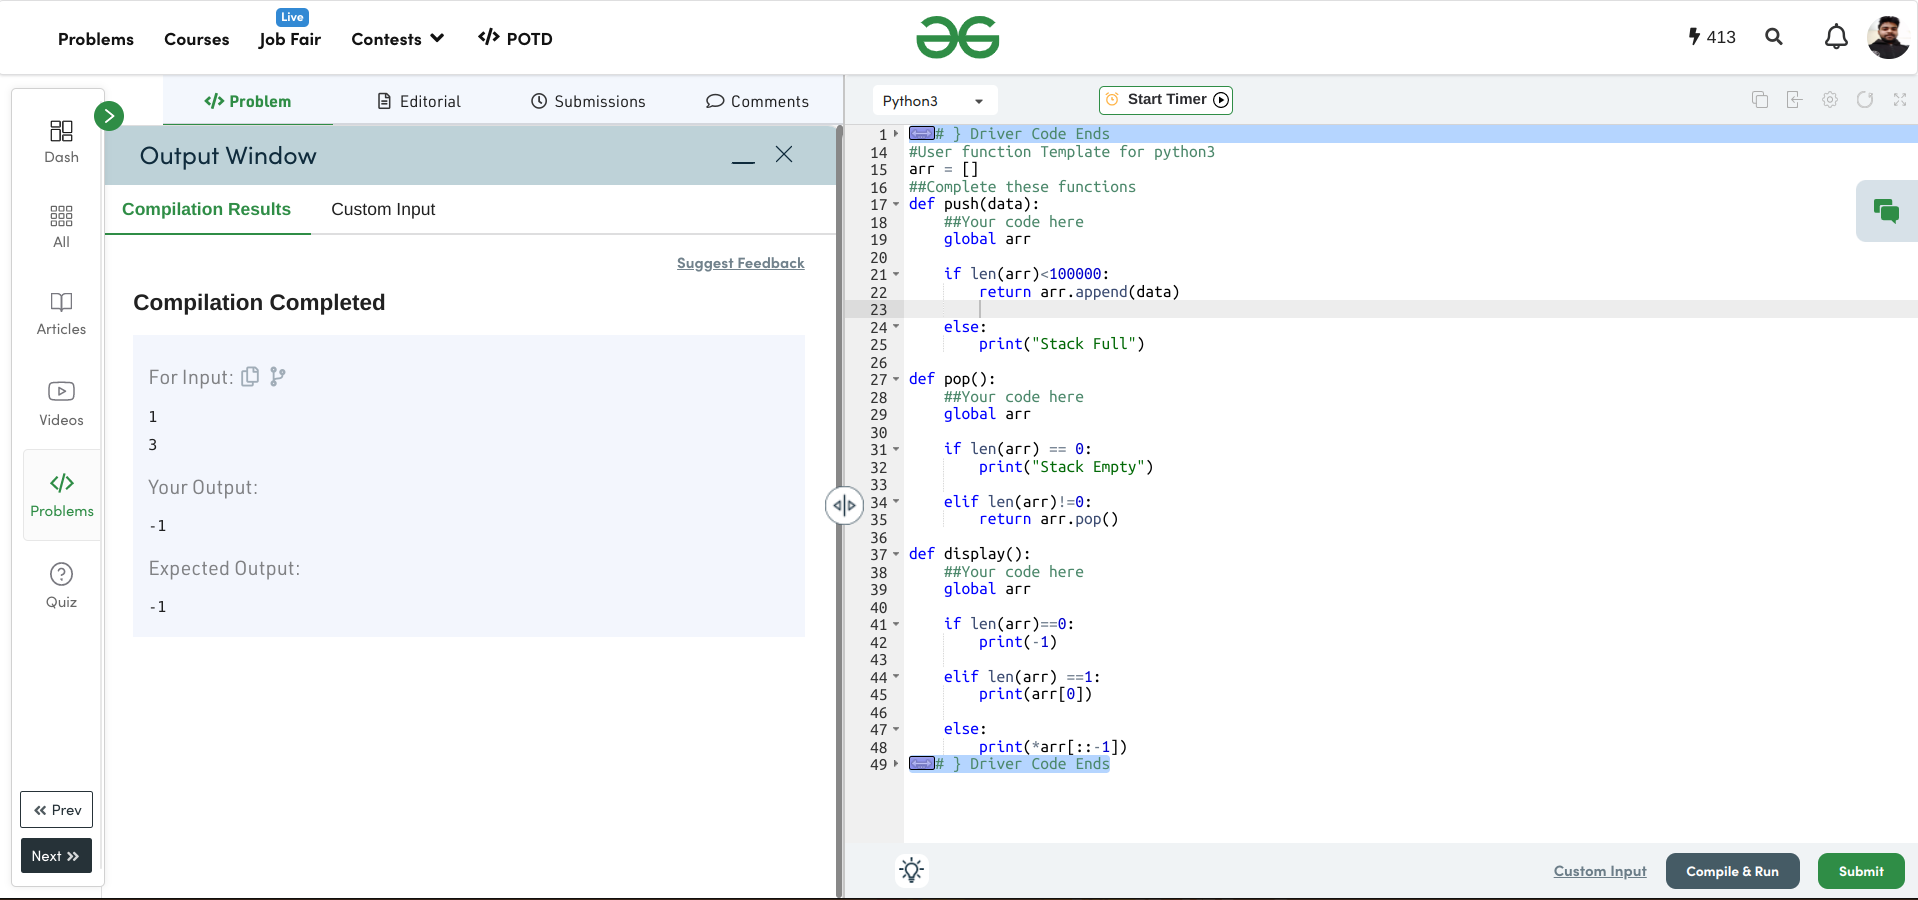 Live
Problems Courses Job Fair Contests </> POTD
413
Dash
All
Articles
Videos
</>
Problems
Quiz
Prev
Next
</> Problem Editorial Submissions Comments
Output Window
Compilation Results Custom Input
Suggest Feedback
Compilation Completed
For Input:
1
3
Your Output:
-1
Expected Output:
-1
Python3 Start Timer
1 # } Driver Code Ends
14 #User function Template for python3
15 arr = []
16 ##Complete these functions
17 def push(data):
18     ##Your code here
19     global arr
20
21     if len(arr)<100000:
22         return arr.append(data)
23
24     else:
25         print("Stack Full")
26
27 def pop():
28     ##Your code here
29     global arr
30
31     if len(arr) == 0:
32         print("Stack Empty")
33
34     elif len(arr)!=0:
35         return arr.pop()
36
37 def display():
38     ##Your code here
39     global arr
40
41     if len(arr)==0:
42         print(-1)
43
44     elif len(arr) ==1:
45         print(arr[0])
46
47     else:
48         print(*arr[::-1])
49 # } Driver Code Ends
Custom Input Compile & Run Submit